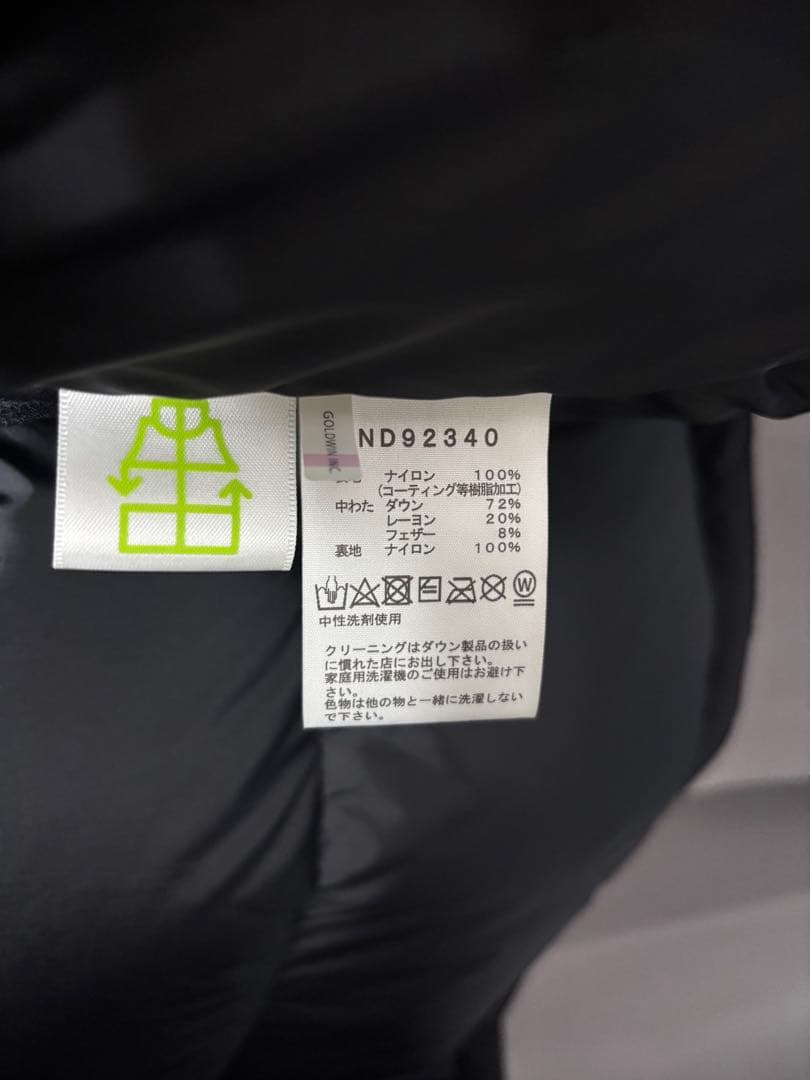 GOLDWIN INC
ND92340
ナイロン 100%
(コーティング等樹脂加工)
中わた ダウン 72%
レーヨン 20%
フェザー 8%
裏地 ナイロン 100%
W
中性洗剤使用
クリーニングはダウン製品の扱い
に慣れた店にお出し下さい。
家庭用洗濯機のご使用はお避け下
さい。
色物は他の物と一緒に洗濯しない
で下さい。